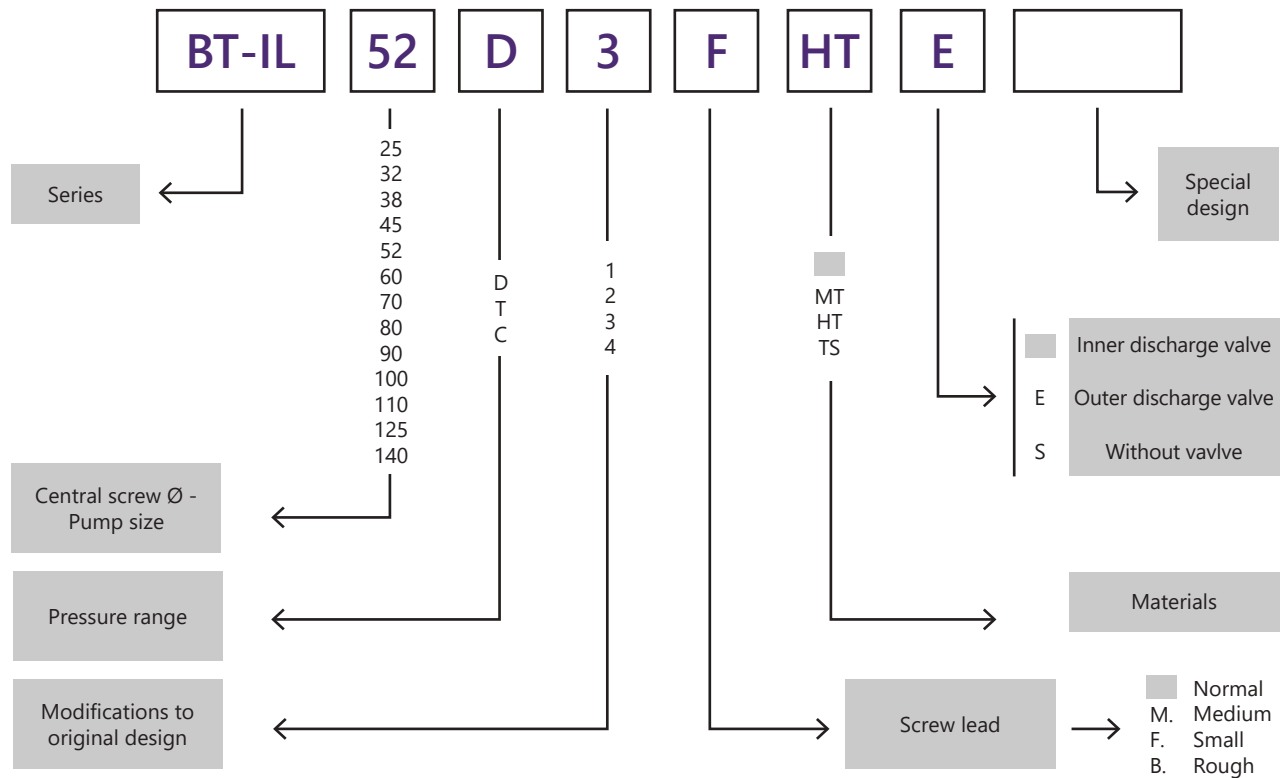 BT-IL 52 D 3 F HT E
25
32
38
45
52
60
70
80
90
100
110
125
140
D
T
C
1
2
3
4
MT
HT
TS
Series
Special
design
Inner discharge valve
E Outer discharge valve
S Without vavlve
Central screw Ø -
Pump size
Pressure range
Materials
Modifications to
original design
Screw lead
Normal
M. Medium
F. Small
B. Rough